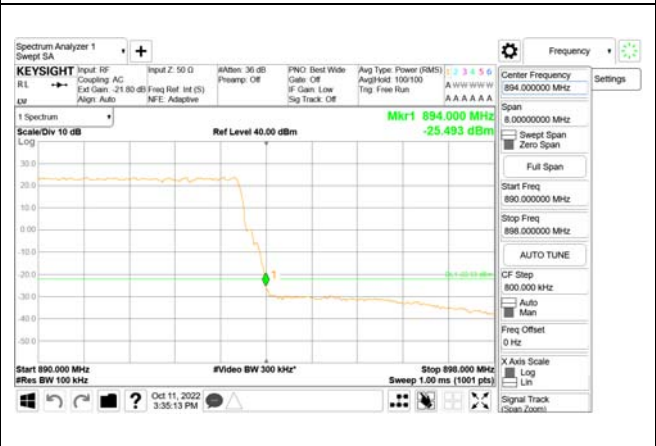 Spectrum Analyzer 1
Swept SA
Frequency
KEYSIGHT
RL
Input: RF
Coupling: AC
Ext Gain: -21.80 dB
Align: Auto
Input Z: 50 Ω
Freq Ref: Int (S)
NFE: Adaptive
#Atten: 36 dB
Preamp: Off
PNO: Best Wide
Gate: Off
IF Gain: Low
Sig Track: Off
Avg Type: Power (RMS)
Avg|Hold: 100/100
Trig: Free Run
1 2 3 4 5 6
A W W W W W
A A A A A A
1 Spectrum
Scale/Div 10 dB
Log
Ref Level 40.00 dBm
Mkr1 894.000 MHz
-25.493 dBm
30.0
20.0
10.0
0.00
-10.0
-20.0
-30.0
-40.0
-50.0
1
Start 890.000 MHz
#Res BW 100 kHz
#Video BW 300 kHz*
Stop 898.000 MHz
Sweep 1.00 ms (1001 pts)
Oct 11, 2022
3:35:13 PM
Center Frequency
894.000000 MHz
Settings
Span
8.00000000 MHz
Swept Span
Zero Span
Full Span
Start Freq
890.000000 MHz
Stop Freq
898.000000 MHz
AUTO TUNE
CF Step
800.000 kHz
Auto
Man
Freq Offset
0 Hz
X Axis Scale
Log
Lin
Signal Track
(Span Zoom)